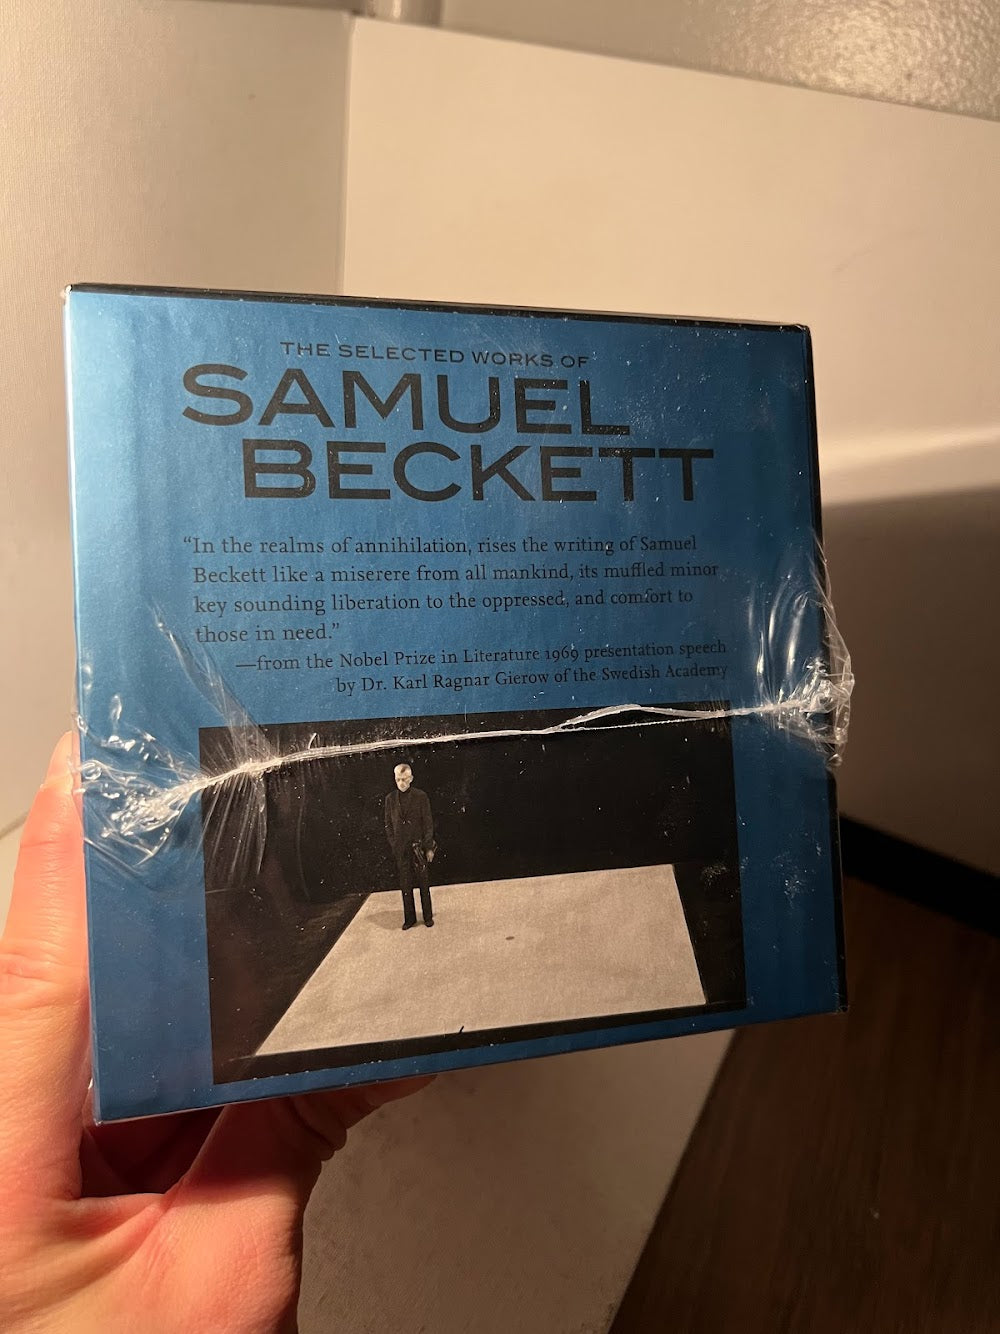 THE SELECTED WORKS OF
SAMUEL
BECKETT
“In the realms of annihilation, rises the writing of Samuel
Beckett like a miserere from all mankind, its muffled minor
key sounding liberation to the oppressed, and comfort to
those in need.”
—from the Nobel Prize in Literature 1969 presentation speech
by Dr. Karl Ragnar Gierow of the Swedish Academy